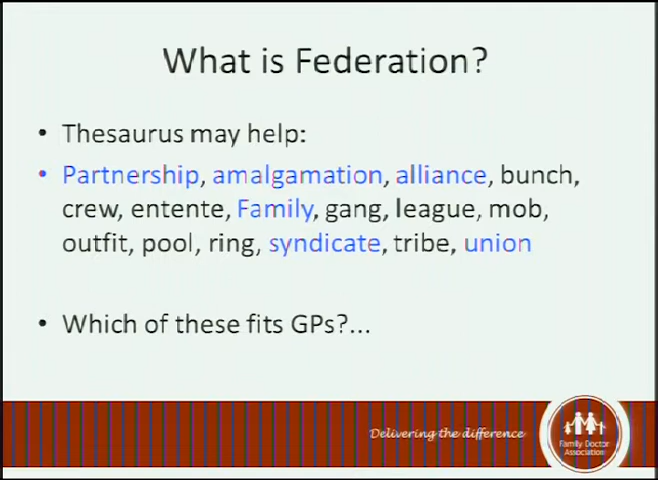 What is Federation?
• Thesaurus may help:
• Partnership, amalgamation, alliance, bunch,
crew, entente, Family, gang, league, mob,
outfit, pool, ring, syndicate, tribe, union
• Which of these fits GPs?...
Delivering the difference
Family Doctor
Association